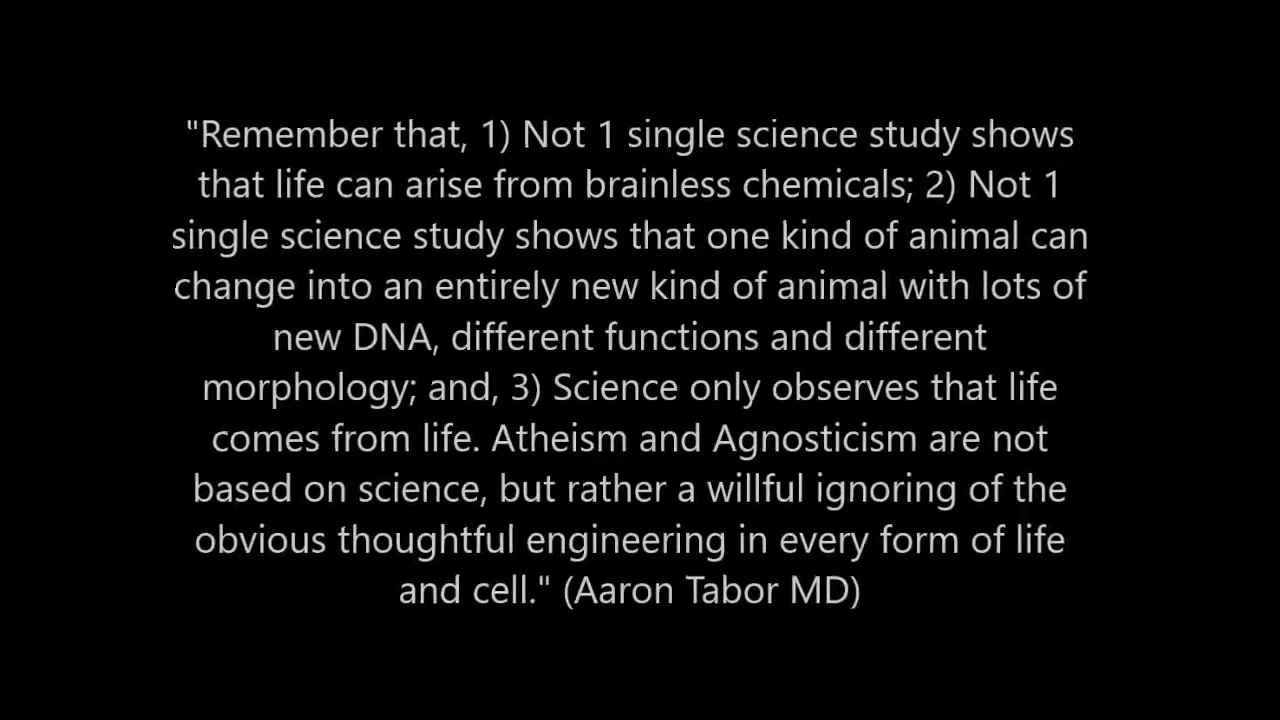 "Remember that, 1) Not 1 single science study shows
that life can arise from brainless chemicals; 2) Not 1
single science study shows that one kind of animal can
change into an entirely new kind of animal with lots of
new DNA, different functions and different
morphology; and, 3) Science only observes that life
comes from life. Atheism and Agnosticism are not
based on science, but rather a willful ignoring of the
obvious thoughtful engineering in every form of life
and cell." (Aaron Tabor MD)